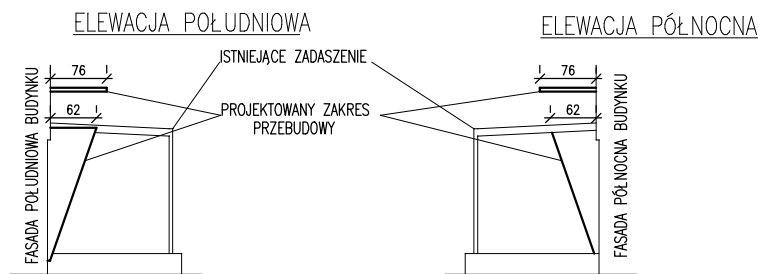 ELEWACJA POŁUDNIOWA
ELEWACJA PÓŁNOCNA
ISTNIEJĄCE ZADASZENIE
76
76
62
62
PROJEKTOWANY ZAKRES
PRZEBUDOWY
FASADA POŁUDNIOWA BUDYNKU
FASADA PÓŁNOCNA BUDYNKU